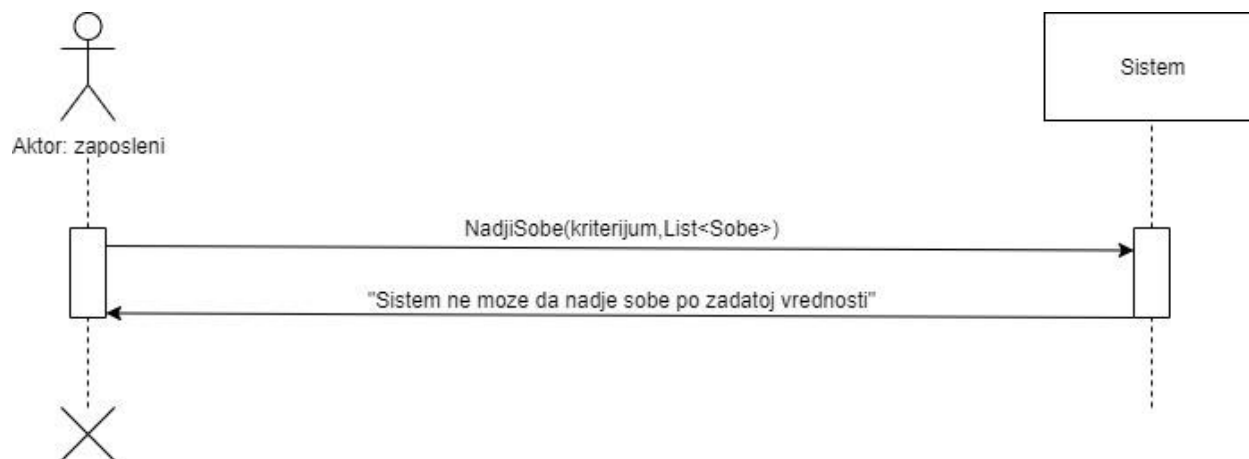 Sistem
Aktor: zaposleni
NadjiSobe(kriterijum,List<Sobe>)
"Sistem ne moze da nadje sobe po zadatoj vrednosti"